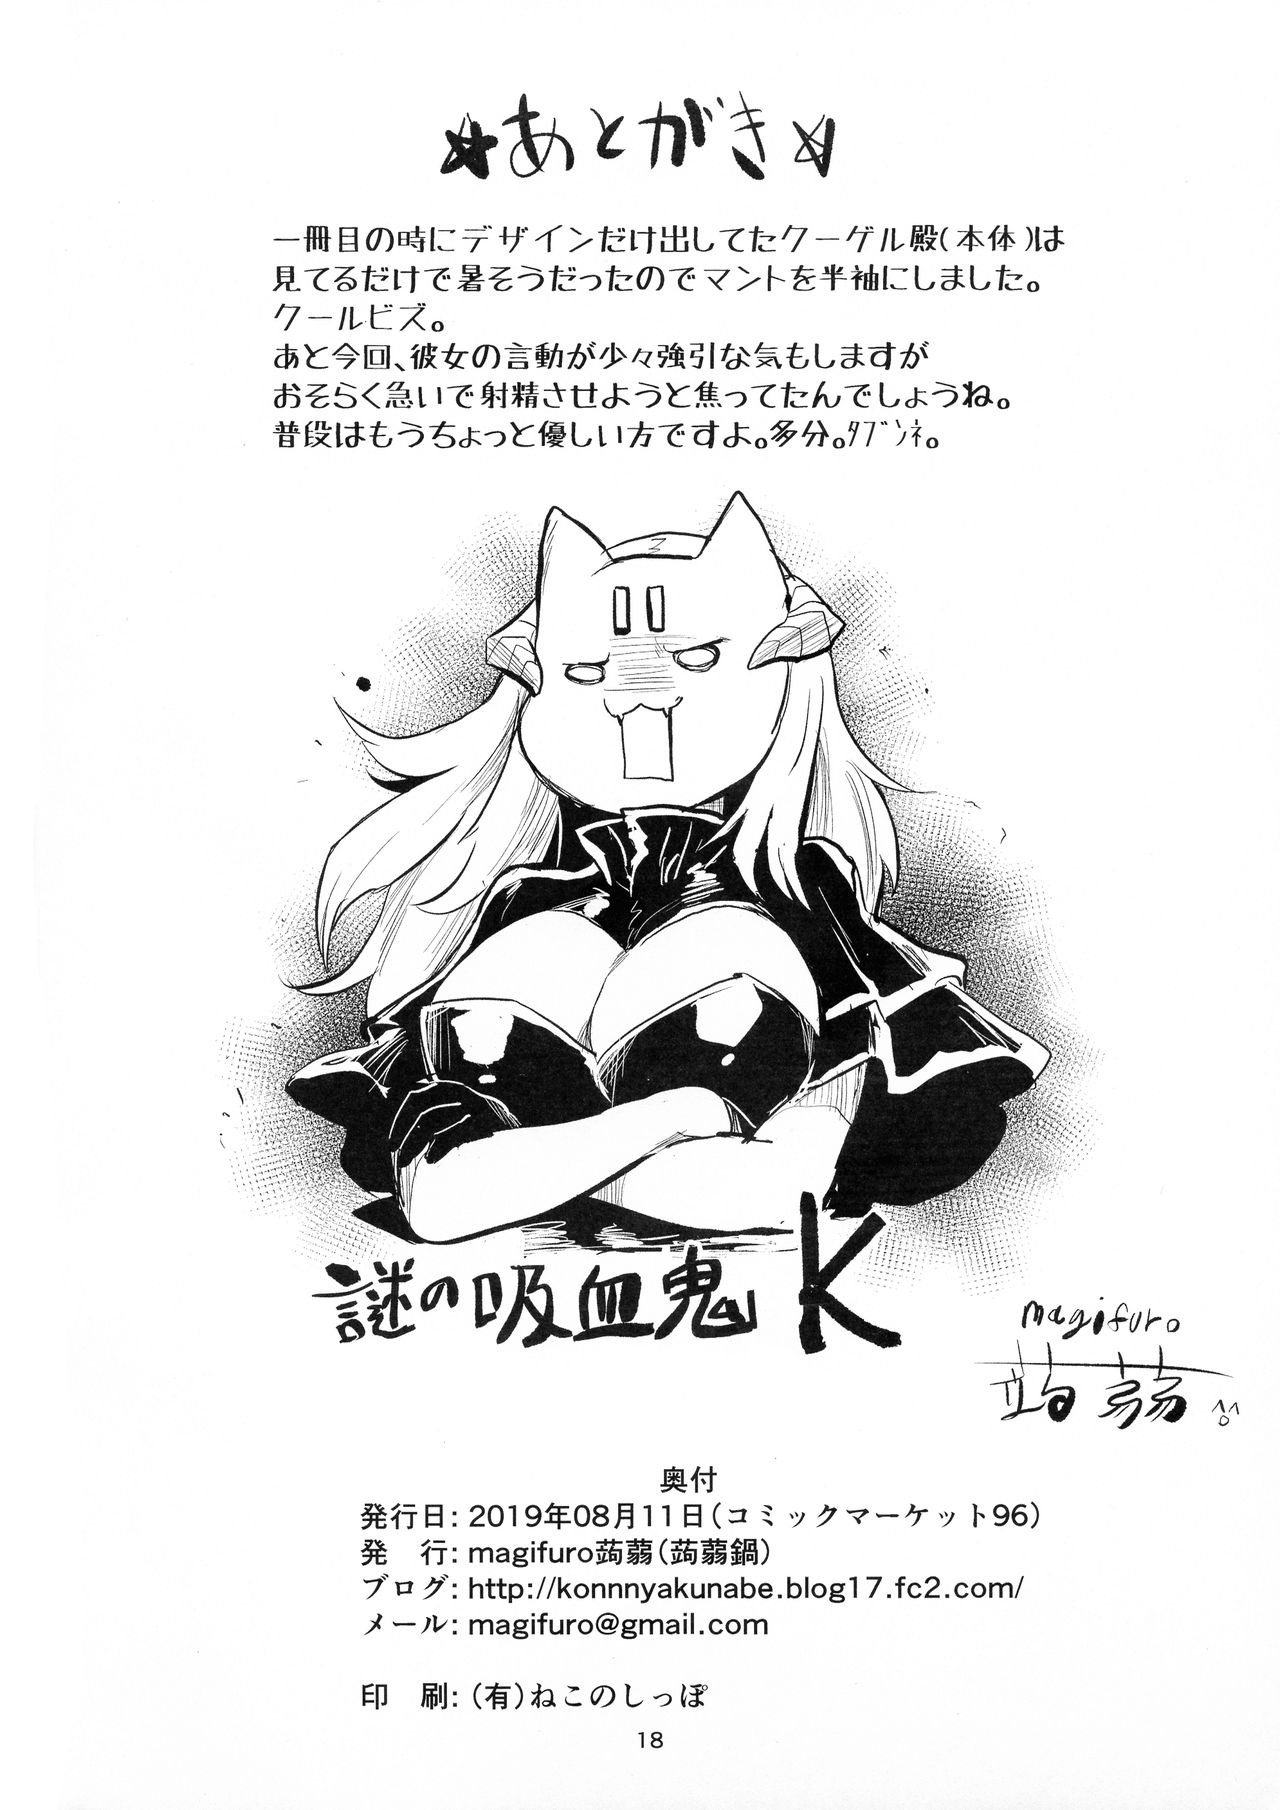 ☆あとがき☆
一冊目の時にデザインだけ出してたクーゲル殿(本体)は
見てるだけで暑そうだったのでマントを半袖にしました。
クールビズ。
あと今回、彼女の言動が少々強引な気もしますが
おそらく急いで射精させようと焦ってたんでしょうね。
普段はもうちょっと優しい方ですよ。多分。ﾀﾌﾞﾝﾈ。
謎の吸血鬼K
magifuro
蒟蒻
奥付
発行日: 2019年08月11日(コミックマーケット96)
発　行: magifuro蒟蒻(蒟蒻鍋)
ブログ: http://konnnyakunabe.blog17.fc2.com/
メール: magifuro@gmail.com
印　刷: (有)ねこのしっぽ
18